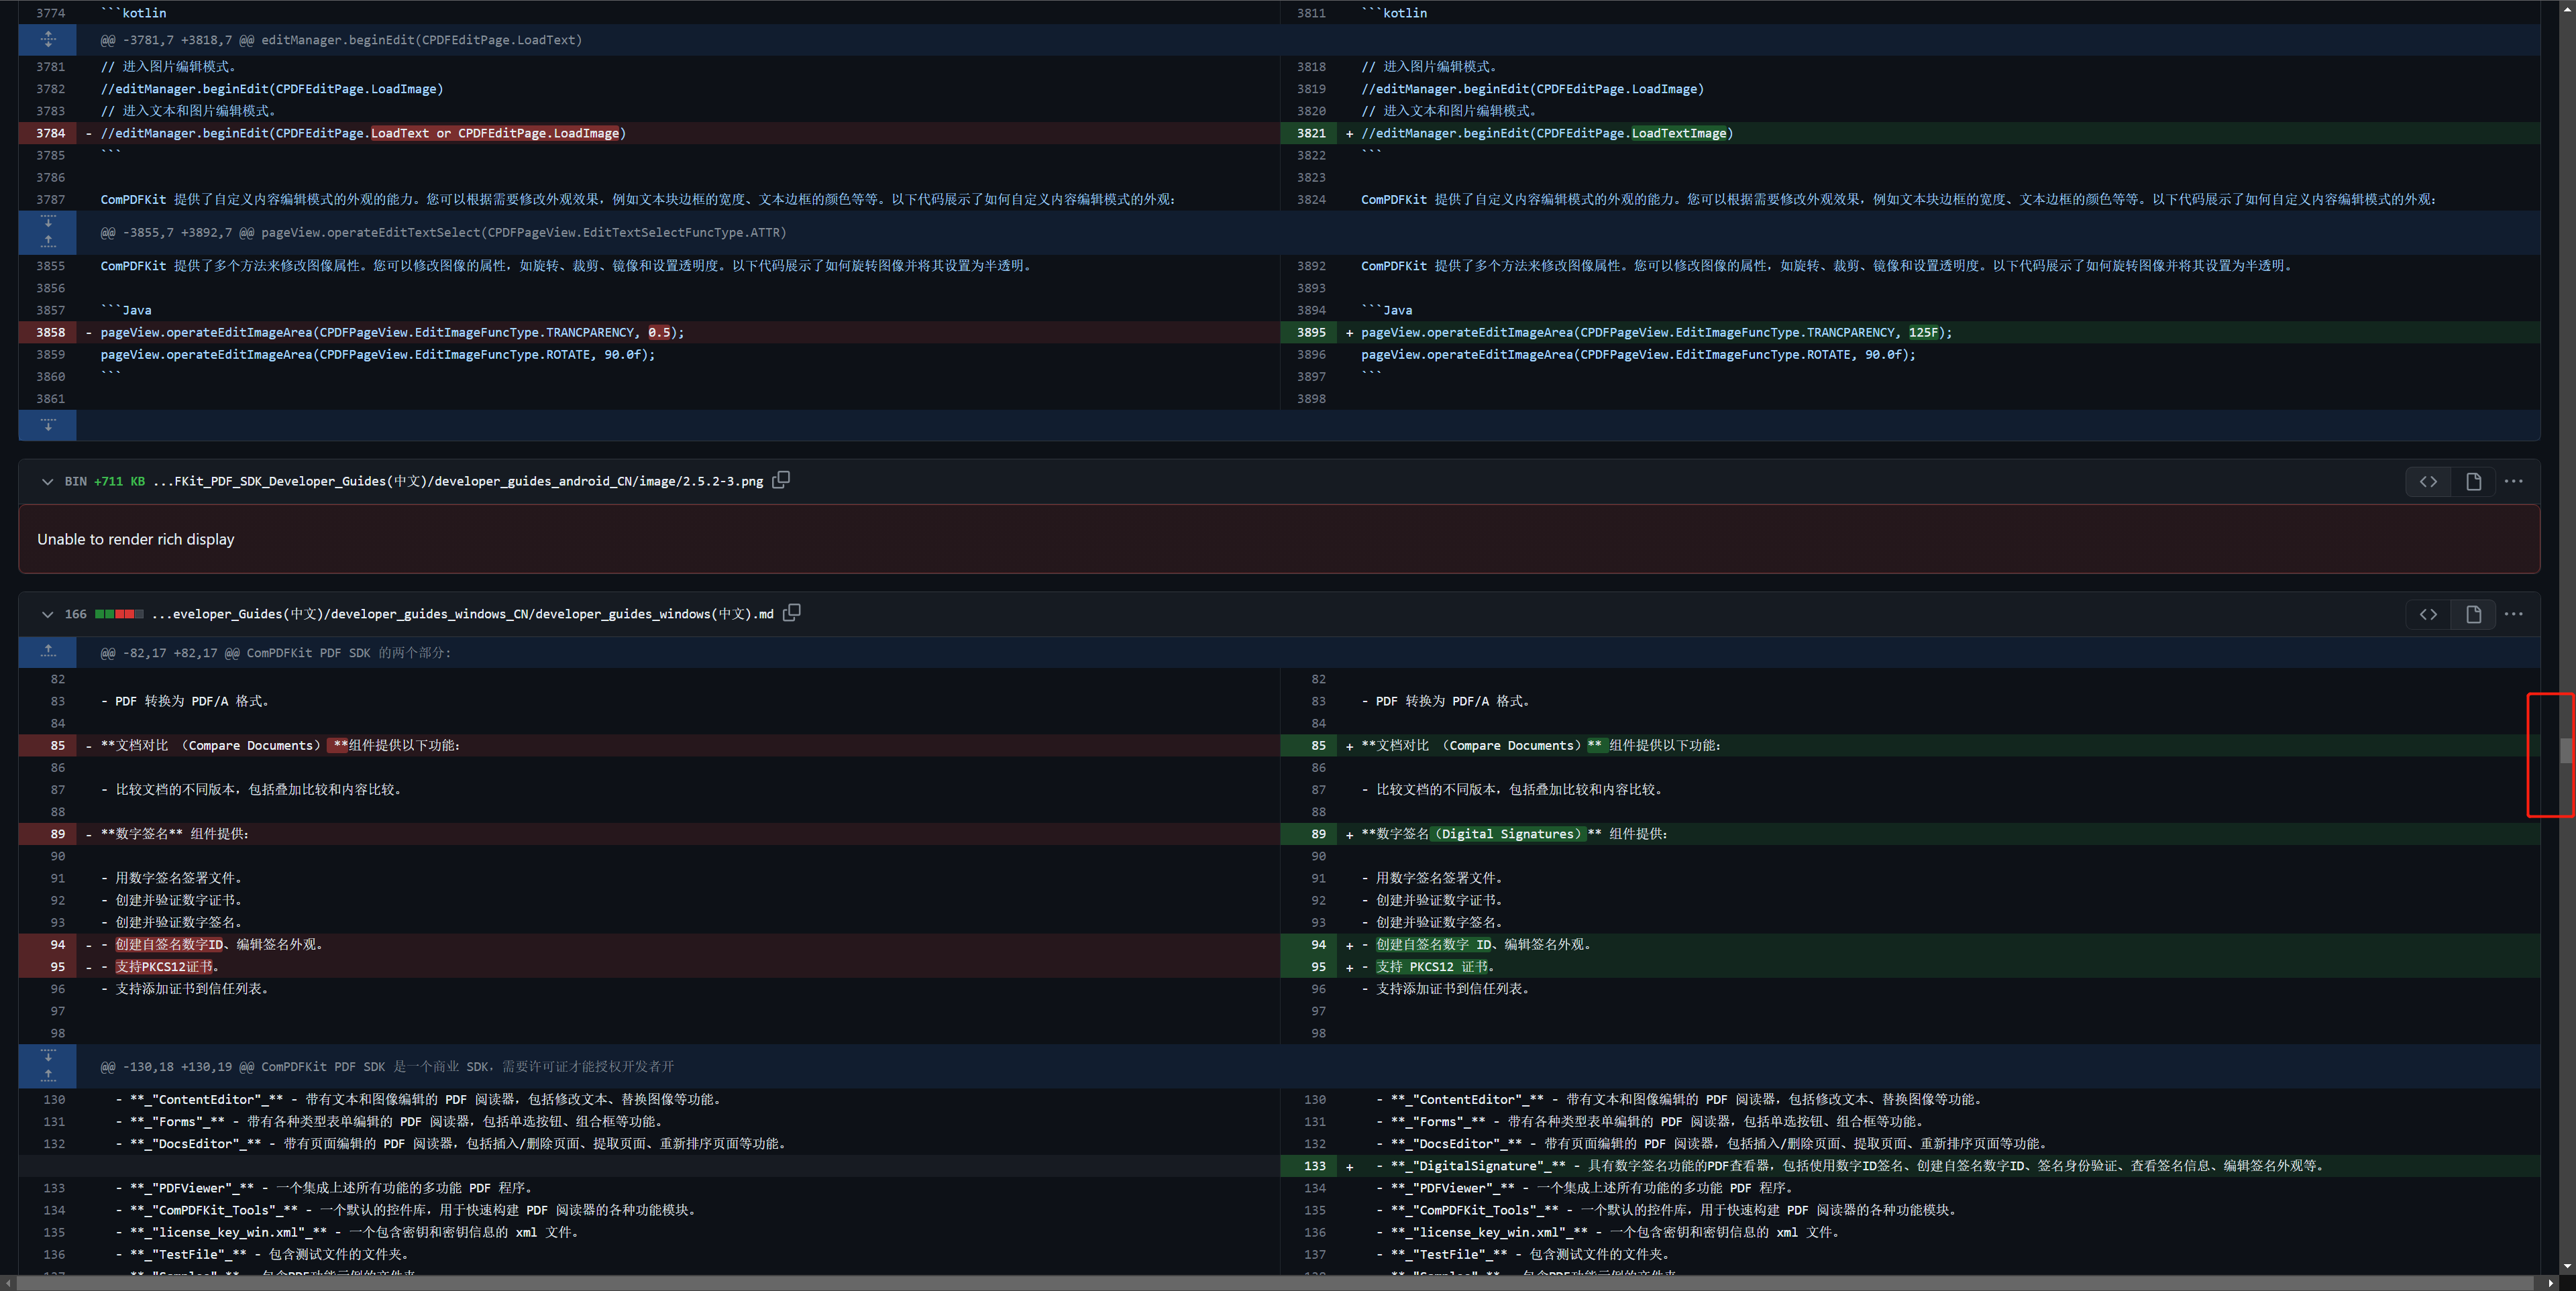 3774 ```kotlin 3811 ```kotlin
@@ -3781,7 +3818,7 @@ editManager.beginEdit(CPDFEditPage.LoadText)
3781 // 进入图片编辑模式。 3818 // 进入图片编辑模式。
3782 //editManager.beginEdit(CPDFEditPage.LoadImage) 3819 //editManager.beginEdit(CPDFEditPage.LoadImage)
3783 // 进入文本和图片编辑模式。 3820 // 进入文本和图片编辑模式。
3784 - //editManager.beginEdit(CPDFEditPage.LoadText or CPDFEditPage.LoadImage) 3821 + //editManager.beginEdit(CPDFEditPage.LoadTextImage)
3785 ``` 3822 ```
3786 3823
3787 ComPDFKit 提供了自定义内容编辑模式的外观的能力。您可以根据需要修改外观效果，例如文本块边框的宽度、文本边框的颜色等等。以下代码展示了如何自定义内容编辑模式的外观： 3824 ComPDFKit 提供了自定义内容编辑模式的外观的能力。您可以根据需要修改外观效果，例如文本块边框的宽度、文本边框的颜色等等。以下代码展示了如何自定义内容编辑模式的外观：
@@ -3855,7 +3892,7 @@ pageView.operateEditTextSelect(CPDFPageView.EditTextSelectFuncType.ATTR)
3855 ComPDFKit 提供了多个方法来修改图像属性。您可以修改图像的属性，如旋转、裁剪、镜像和设置透明度。以下代码展示了如何旋转图像并将其设置为半透明。 3892 ComPDFKit 提供了多个方法来修改图像属性。您可以修改图像的属性，如旋转、裁剪、镜像和设置透明度。以下代码展示了如何旋转图像并将其设置为半透明。
3856 3893
3857 ```Java 3894 ```Java
3858 - pageView.operateEditImageArea(CPDFPageView.EditImageFuncType.TRANCPARENCY, 0.5); 3895 + pageView.operateEditImageArea(CPDFPageView.EditImageFuncType.TRANCPARENCY, 125F);
3859 pageView.operateEditImageArea(CPDFPageView.EditImageFuncType.ROTATE, 90.0f); 3896 pageView.operateEditImageArea(CPDFPageView.EditImageFuncType.ROTATE, 90.0f);
3860 ``` 3897 ```
3861 3898
BIN +711 KB ...FKit_PDF_SDK_Developer_Guides(中文)/developer_guides_android_CN/image/2.5.2-3.png
Unable to render rich display
166 ...eveloper_Guides(中文)/developer_guides_windows_CN/developer_guides_windows(中文).md
@@ -82,17 +82,17 @@ ComPDFKit PDF SDK 的两个部分：
82 82
83 - PDF 转换为 PDF/A 格式。 83 - PDF 转换为 PDF/A 格式。
84 84
85 - **文档对比 （Compare Documents） **组件提供以下功能： 85 + **文档对比 （Compare Documents）** 组件提供以下功能：
86 86
87 - 比较文档的不同版本，包括叠加比较和内容比较。 87 - 比较文档的不同版本，包括叠加比较和内容比较。
88 88
89 - **数字签名** 组件提供： 89 + **数字签名（Digital Signatures）** 组件提供：
90 90
91 - 用数字签名签署文件。 91 - 用数字签名签署文件。
92 - 创建并验证数字证书。 92 - 创建并验证数字证书。
93 - 创建并验证数字签名。 93 - 创建并验证数字签名。
94 - - 创建自签名数字ID、编辑签名外观。 94 + - 创建自签名数字 ID、编辑签名外观。
95 - - 支持PKCS12证书。 95 + - 支持 PKCS12 证书。
96 - 支持添加证书到信任列表。 96 - 支持添加证书到信任列表。
97 97
98 98
@@ -130,18 +130,19 @@ ComPDFKit PDF SDK 是一个商业 SDK，需要许可证才能授权开发者开
130 - **_"ContentEditor"_** - 带有文本和图像编辑的 PDF 阅读器，包括修改文本、替换图像等功能。 130 - **_"ContentEditor"_** - 带有文本和图像编辑的 PDF 阅读器，包括修改文本、替换图像等功能。
131 - **_"Forms"_** - 带有各种类型表单编辑的 PDF 阅读器，包括单选按钮、组合框等功能。 131 - **_"Forms"_** - 带有各种类型表单编辑的 PDF 阅读器，包括单选按钮、组合框等功能。
132 - **_"DocsEditor"_** - 带有页面编辑的 PDF 阅读器，包括插入/删除页面、提取页面、重新排序页面等功能。 132 - **_"DocsEditor"_** - 带有页面编辑的 PDF 阅读器，包括插入/删除页面、提取页面、重新排序页面等功能。
133 + - **_"DigitalSignature"_** - 具有数字签名功能的PDF查看器，包括使用数字ID签名、创建自签名数字ID、签名身份验证、查看签名信息、编辑签名外观等。
133 - **_"PDFViewer"_** - 一个集成上述所有功能的多功能 PDF 程序。 134 - **_"PDFViewer"_** - 一个集成上述所有功能的多功能 PDF 程序。
134 - **_"ComPDFKit_Tools"_** - 一个默认的控件库，用于快速构建 PDF 阅读器的各种功能模块。 135 - **_"ComPDFKit_Tools"_** - 一个默认的控件库，用于快速构建 PDF 阅读器的各种功能模块。
135 - **_"license_key_win.xml"_** - 一个包含密钥和密钥信息的 xml 文件。 136 - **_"license_key_win.xml"_** - 一个包含密钥和密钥信息的 xml 文件。
136 - **_"TestFile"_** - 包含测试文件的文件夹。 137 - **_"TestFile"_** - 包含测试文件的文件夹。